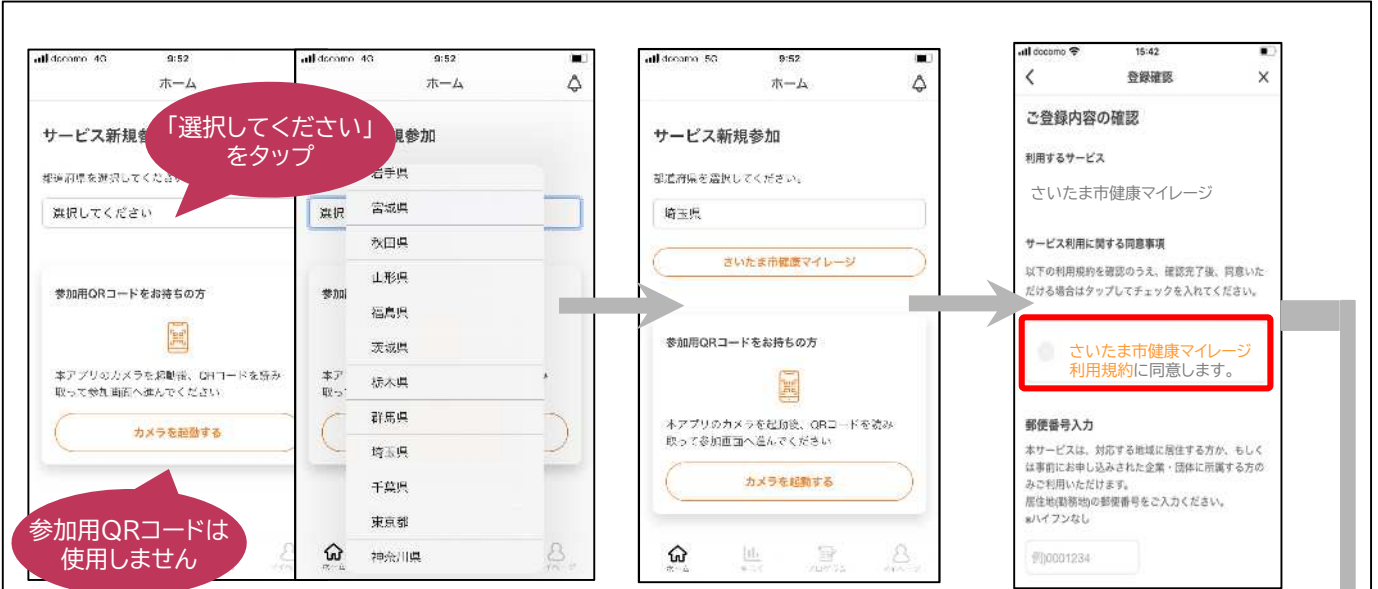 docomo 4G 9:52
ホーム
サービス新規参
「選択してください」
をタップ
都道府県を選択してください
選択してください
参加用QRコードをお持ちの方
本アプリのカメラを起動後、QRコードを読み
取って参加画面へ進んでください
カメラを起動する
参加用QRコードは
使用しません
docomo 4G 9:52
ホーム
規参加
選択
岩手県
宮城県
秋田県
山形県
福島県
茨城県
栃木県
群馬県
埼玉県
千葉県
東京都
神奈川県
参加
本ア
取っ
ホーム
docomo 5G 9:52
ホーム
サービス新規参加
都道府県を選択してください。
埼玉県
さいたま市健康マイレージ
参加用QRコードをお持ちの方
本アプリのカメラを起動後、QRコードを読み
取って参加画面へ進んでください
カメラを起動する
ホーム
プログラム
マイページ
docomo 15:42
登録確認
ご登録内容の確認
利用するサービス
さいたま市健康マイレージ
サービス利用に関する同意事項
以下の利用規約を確認のうえ、確認完了後、同意いた
だける場合はタップしてチェックを入れてください。
さいたま市健康マイレージ
利用規約に同意します。
郵便番号入力
本サービスは、対応する地域に居住する方か、もしく
は事前にお申し込みされた企業・団体に所属する方の
みご利用いただけます。
居住地(勤務地)の郵便番号をご入力ください。
※ハイフンなし
例)0001234